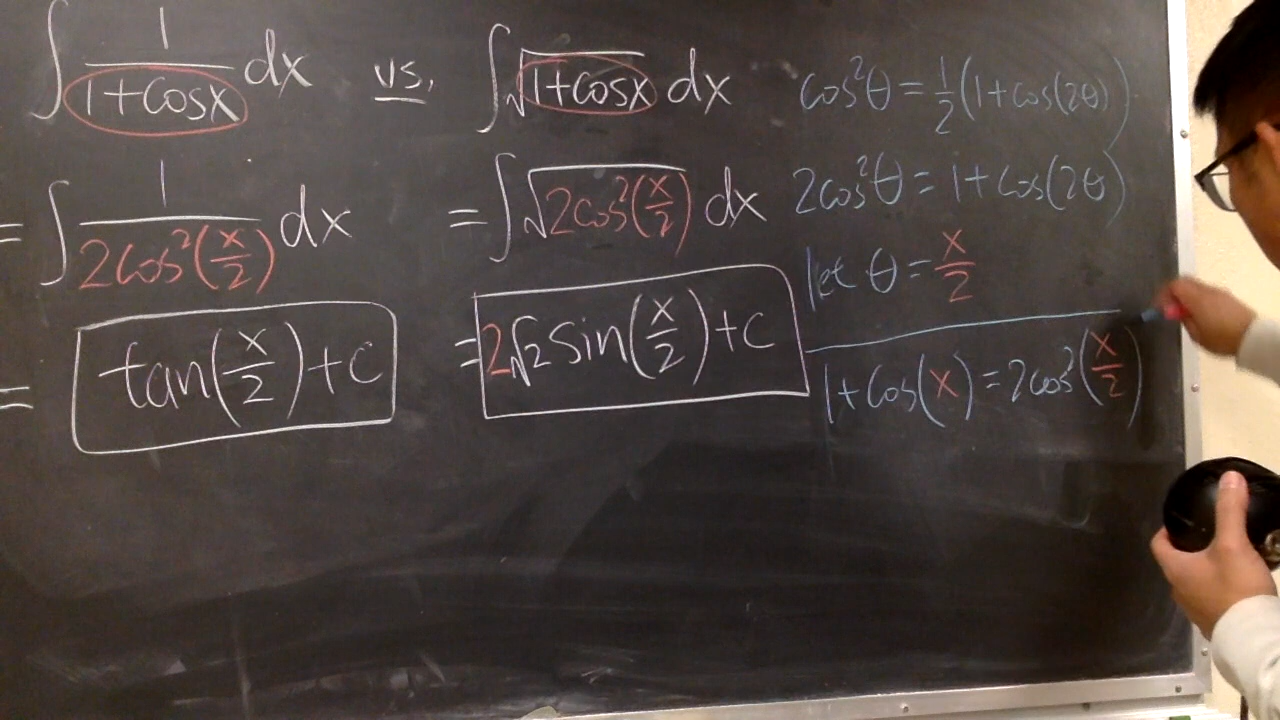 ∫ 1/(1+cosx) dx vs. ∫ √(1+cosx) dx
= ∫ 1/(2cos²(x/2)) dx = ∫ √(2cos²(x/2)) dx
= tan(x/2)+C = 2√2 sin(x/2)+C
cos²θ = 1/2(1+cos(2θ))
2cos²θ = 1+cos(2θ)
let θ = x/2
1+cos(x) = 2cos²(x/2)